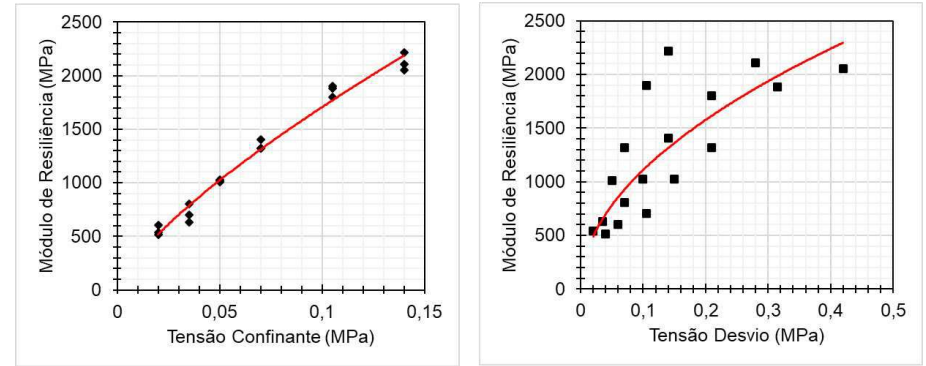 2500
2000
1500
1000
500
0
Módulo de Resiliência (MPa)
0 0,05 0,1 0,15
Tensão Confinante (MPa)
2500
2000
1500
1000
500
0
Módulo de Resiliência (MPa)
0 0,1 0,2 0,3 0,4 0,5
Tensão Desvio (MPa)